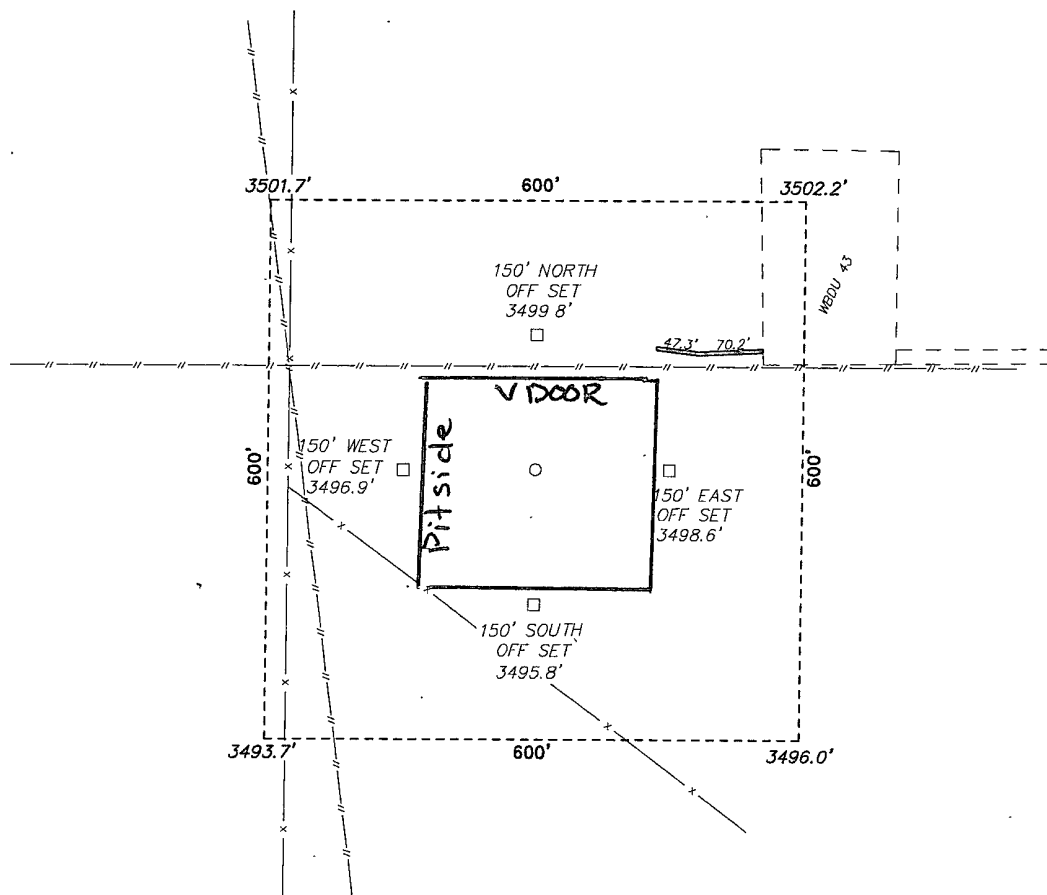 3501.7'
600'
3502.2'
150' NORTH
OFF SET
3499 8'
WBDU 43
47.3'
70.2'
V DOOR
150' WEST
OFF SET
3496.9'
600'
Pitside
150' EAST
OFF SET
3498.6'
600'
150' SOUTH
OFF SET
3495.8'
3493.7'
600'
3496.0'